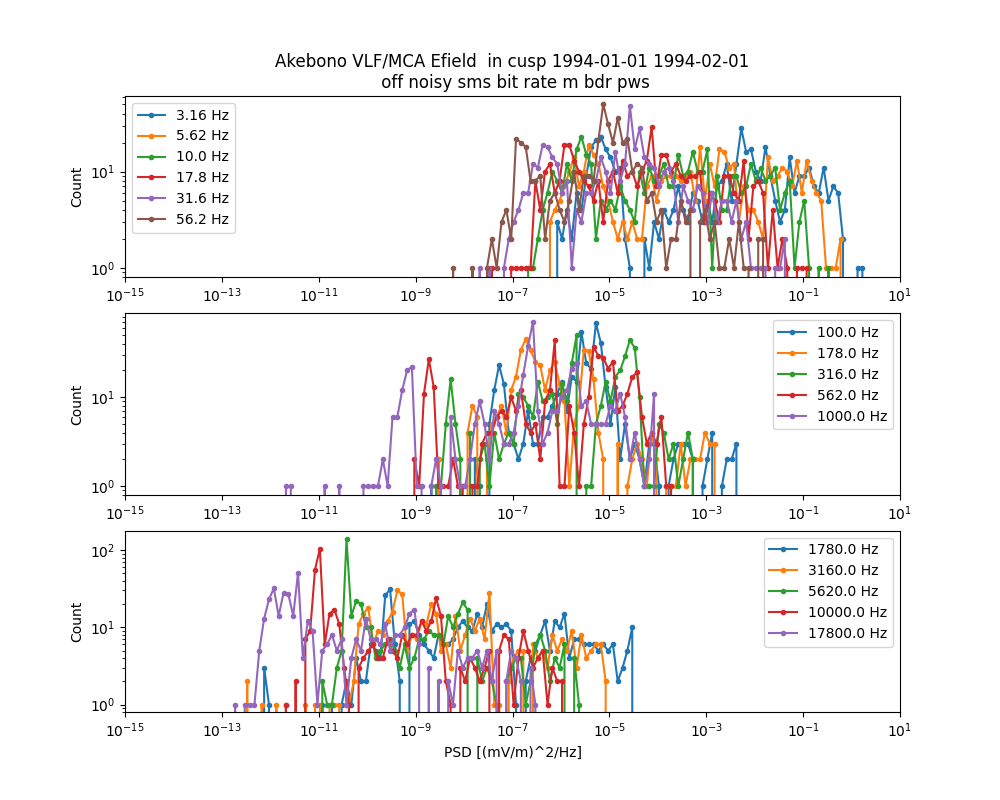 Akebono VLF/MCA Efield  in cusp 1994-01-01 1994-02-01
off noisy sms bit rate m bdr pws
Count
10^1
10^0
3.16 Hz
5.62 Hz
10.0 Hz
17.8 Hz
31.6 Hz
56.2 Hz
10^−15 10^−13 10^−11 10^−9 10^−7 10^−5 10^−3 10^−1 10^1
Count
10^1
10^0
100.0 Hz
178.0 Hz
316.0 Hz
562.0 Hz
1000.0 Hz
10^−15 10^−13 10^−11 10^−9 10^−7 10^−5 10^−3 10^−1 10^1
Count
10^2
10^1
10^0
1780.0 Hz
3160.0 Hz
5620.0 Hz
10000.0 Hz
17800.0 Hz
10^−15 10^−13 10^−11 10^−9 10^−7 10^−5 10^−3 10^−1 10^1
PSD [(mV/m)^2/Hz]